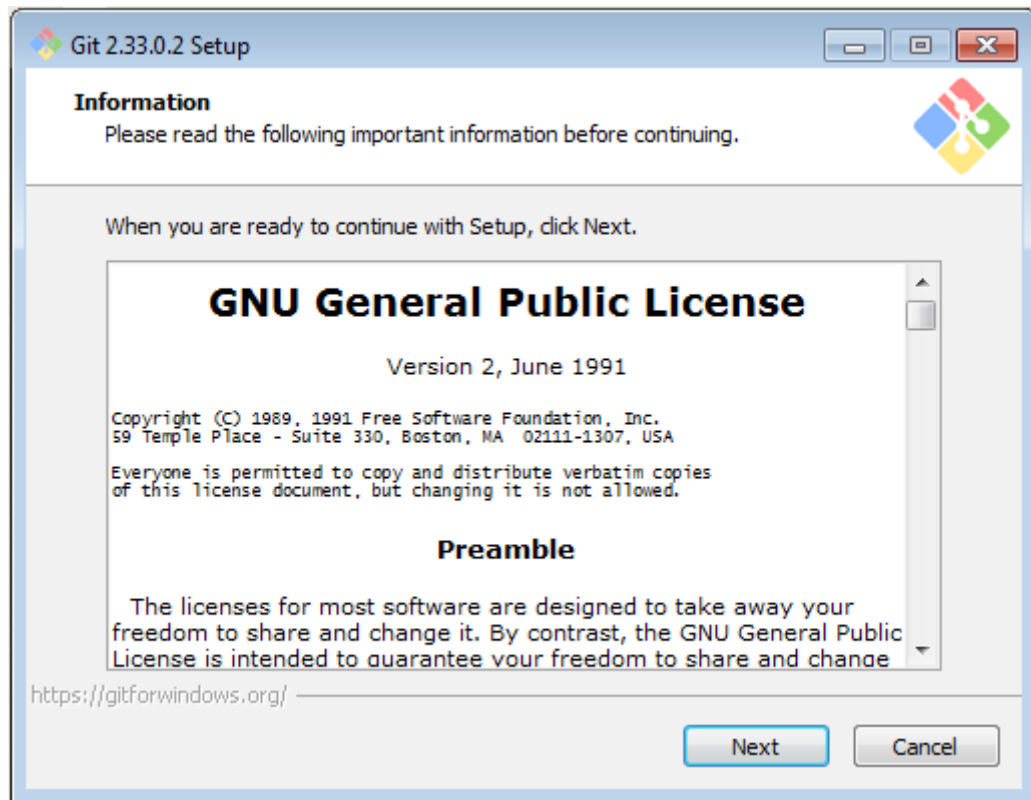 Git 2.33.0.2 Setup
Information
Please read the following important information before continuing.
When you are ready to continue with Setup, click Next.
GNU General Public License
Version 2, June 1991
Copyright (C) 1989, 1991 Free Software Foundation, Inc.
59 Temple Place - Suite 330, Boston, MA  02111-1307, USA
Everyone is permitted to copy and distribute verbatim copies
of this license document, but changing it is not allowed.
Preamble
The licenses for most software are designed to take away your
freedom to share and change it. By contrast, the GNU General Public
License is intended to guarantee your freedom to share and change
https://gitforwindows.org/
Next
Cancel